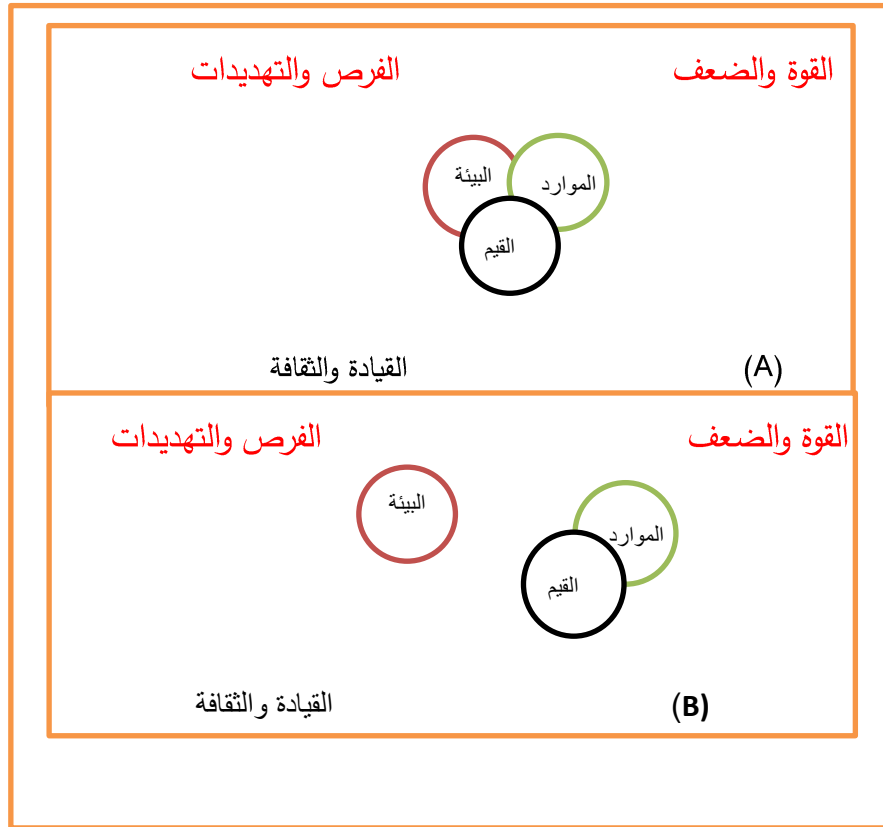 القوة والضعف
الفرص والتهديدات
الموارد
البيئة
القيم
(A)
القيادة والثقافة
القوة والضعف
الفرص والتهديدات
البيئة
الموارد
القيم
(B)
القيادة والثقافة